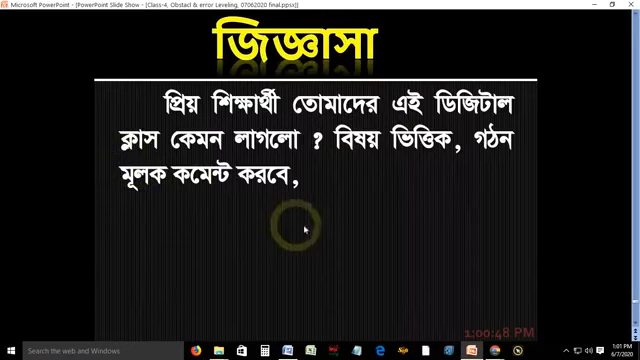 Microsoft PowerPoint Slide Show - [Class-4, Obstacl & error Leveling, 07062020 final.ppsx]
জিজ্ঞাসা
প্রিয় শিক্ষার্থী তোমাদের এই ডিজিটাল
ক্লাস কেমন লাগলো ? বিষয় ভিত্তিক, গঠন
মূলক কমেন্ট করবে,
1:00:48 PM
Search the web and Windows
1:01 PM
6/7/2020